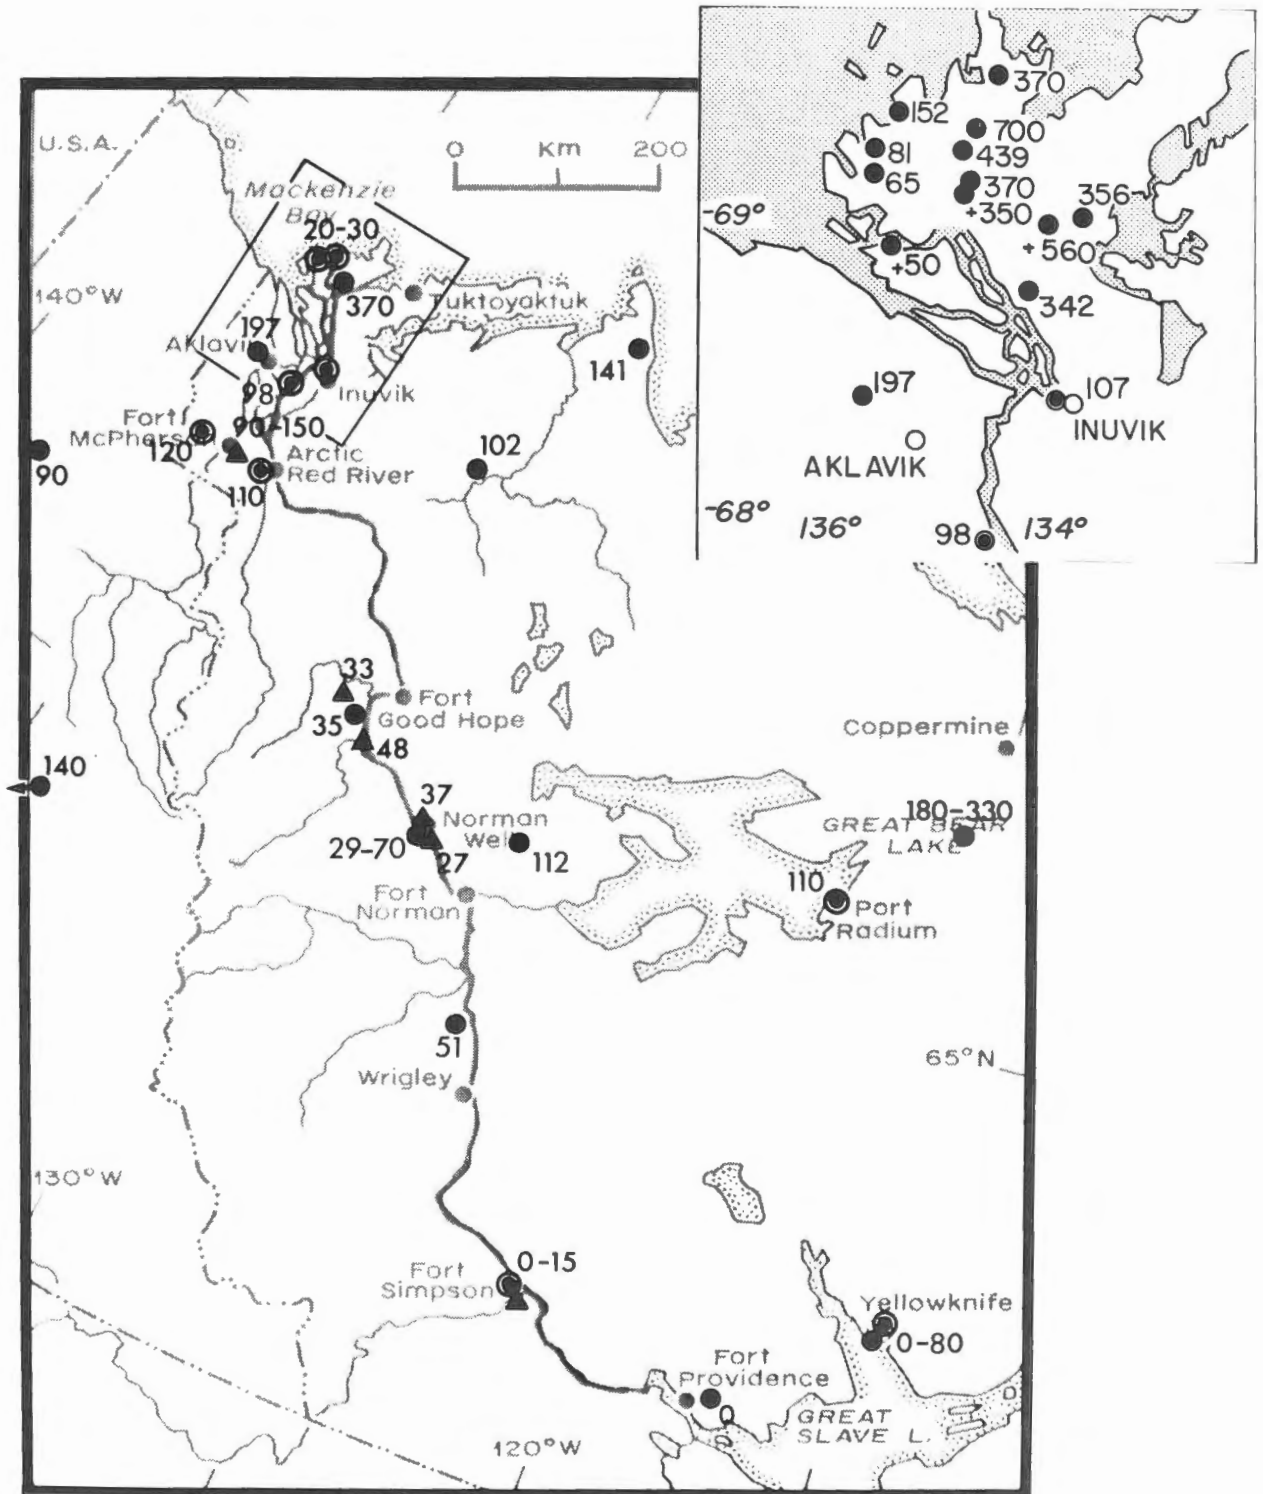 370
152
700
81
439
65
370
356
+350
-69°
+560
+50
342
197
107
INUVIK
AKLAVIK
-68°
136°
98
134°
U.S.A.
0 Km 200
Mackenzie
Bay
20-30
140°W
370
Tuktoyaktuk
197
Aklavik
141
98
Inuvik
Fort
McPherson
90-150
120
Arctic
Red River
102
90
110
33
Fort
Good Hope
35
48
Coppermine
140
37
Norman
Well
29-70
27
112
180-330
GREAT BEAR
LAKE
110
Fort
Norman
Port
Radium
51
65°N
Wrigley
130°W
0-15
Fort
Simpson
Yellowknife
0-80
Fort
Providence
0
GREAT
SLAVE L.
120°W